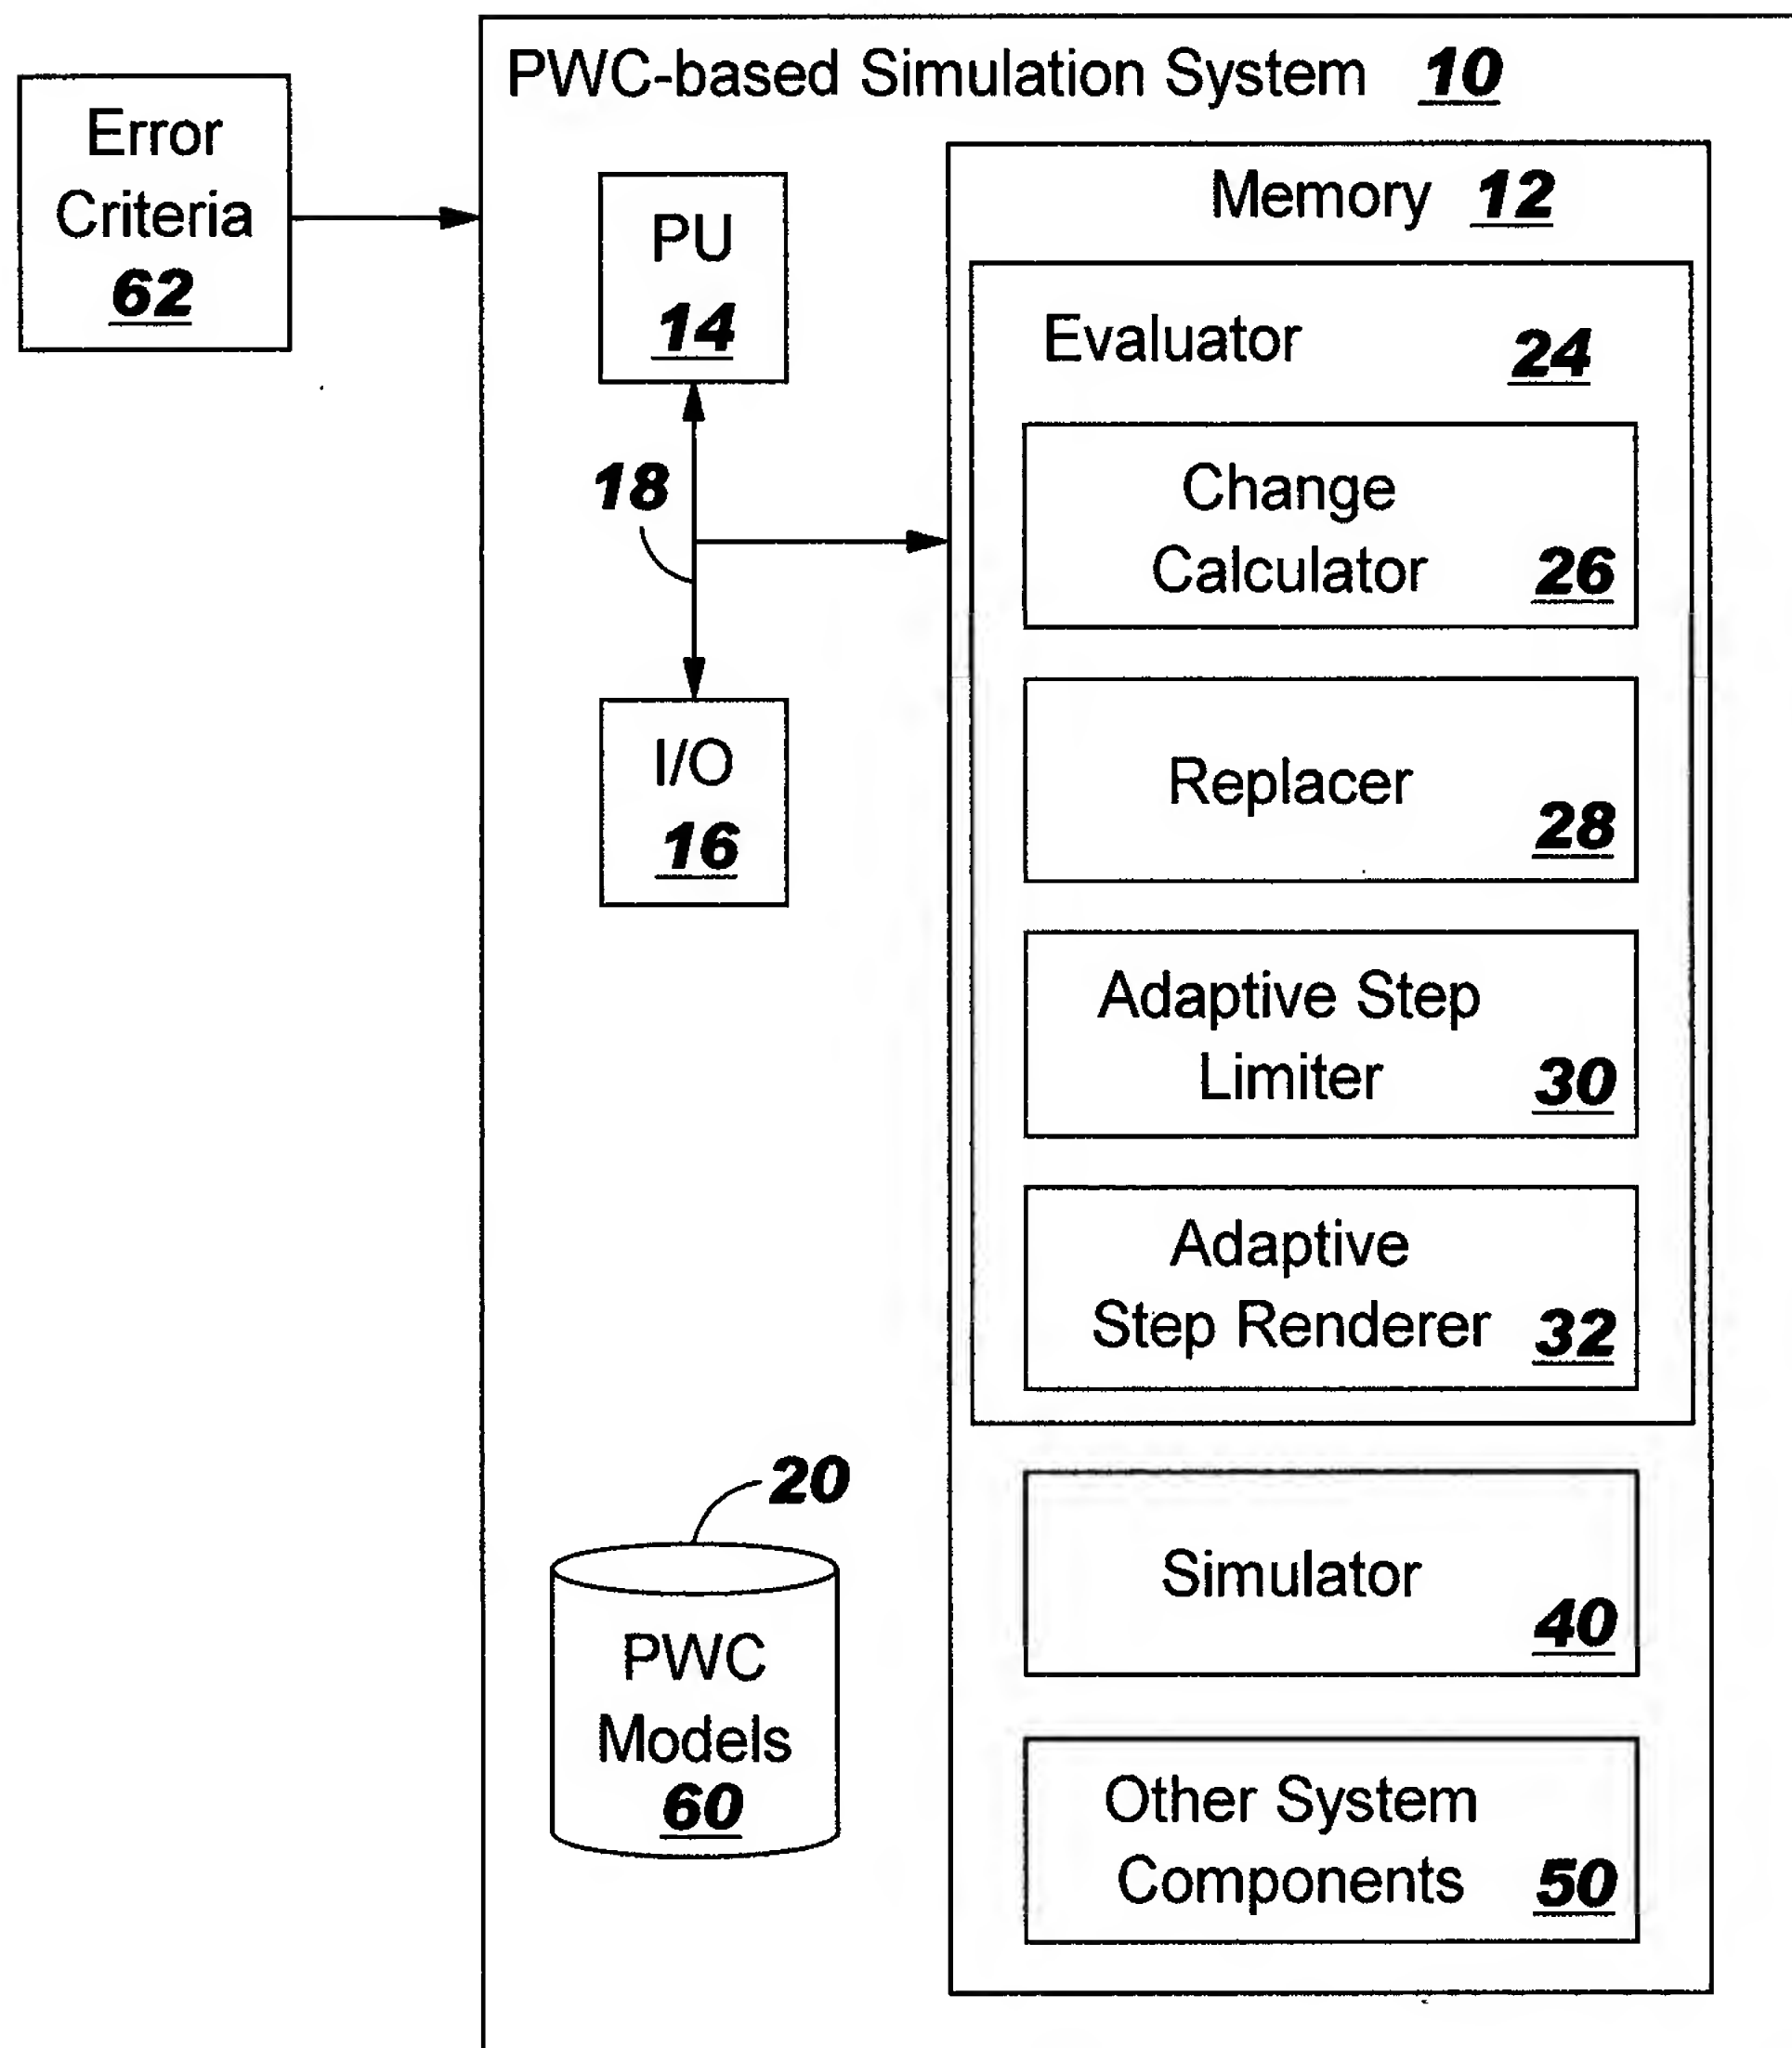 PWC-based Simulation System 10
Error
Criteria
62
PU
14
18
I/O
16
Memory 12
Evaluator 24
Change
Calculator 26
Replacer 28
Adaptive Step
Limiter 30
Adaptive
Step Renderer 32
20
PWC
Models
60
Simulator
40
Other System
Components 50